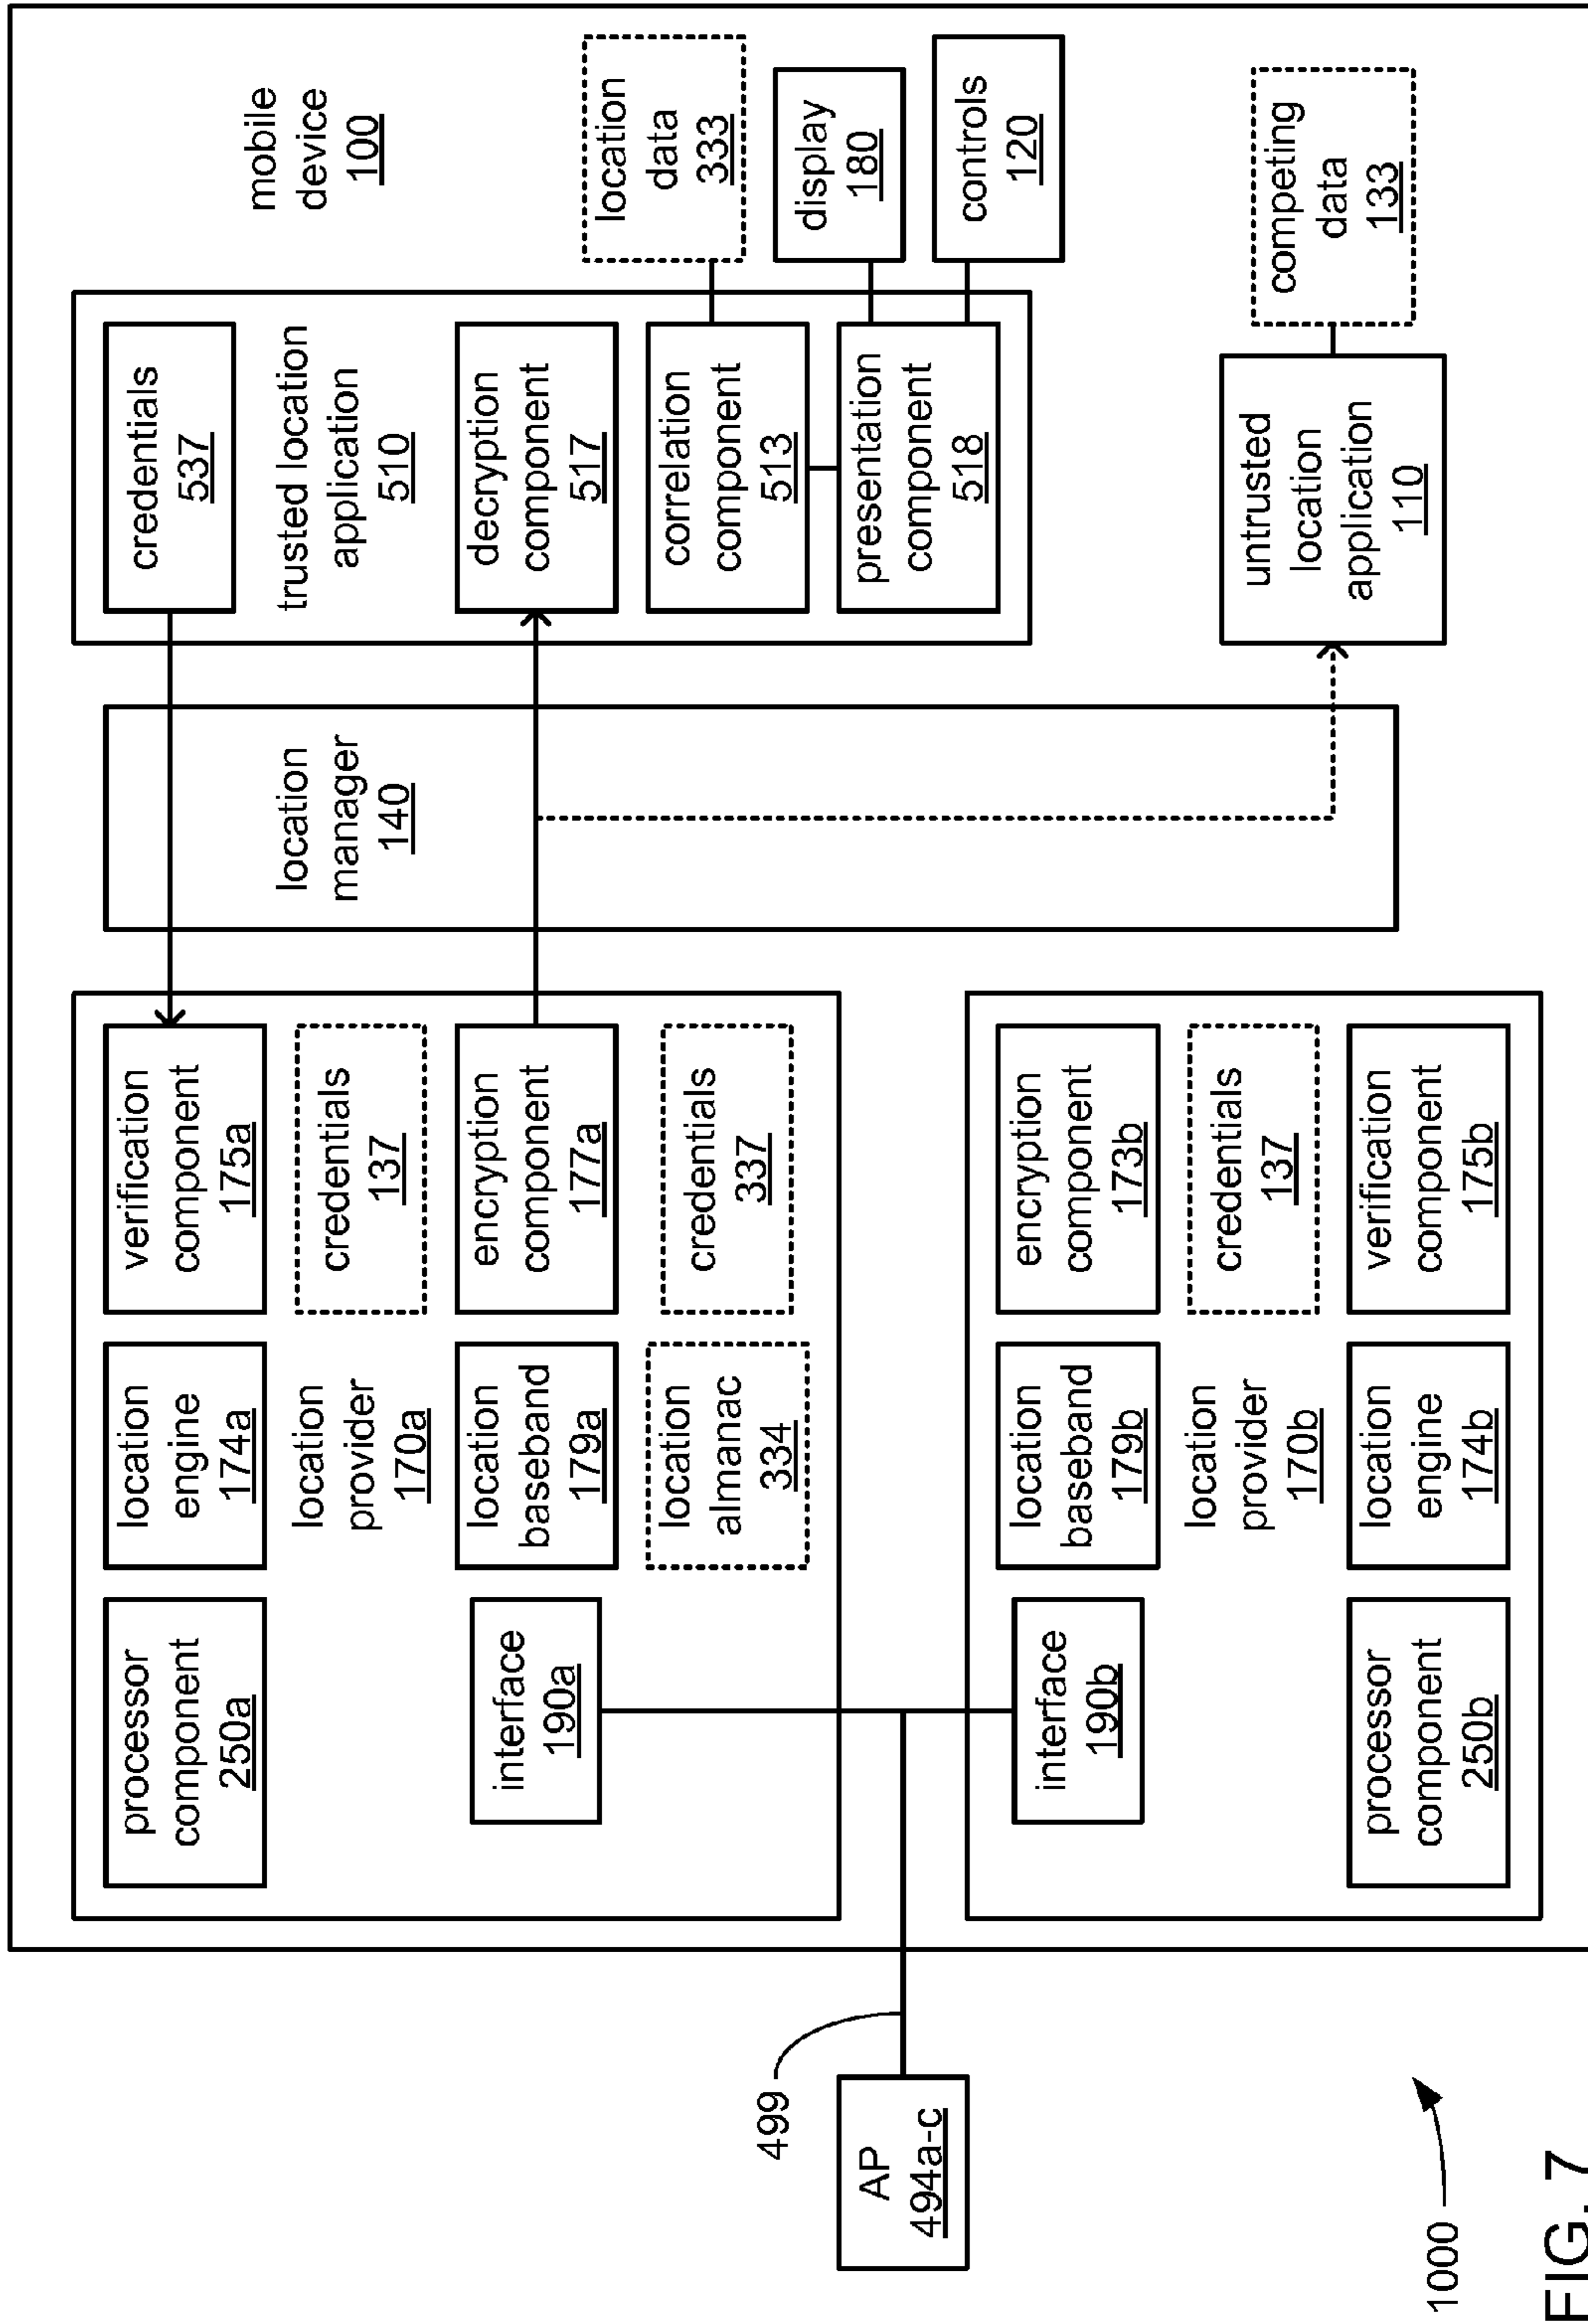 mobile
device
100
credentials
537
trusted location
application
510
decryption
component
517
correlation
component
513
presentation
component
518
location
data
333
display
180
controls
120
untrusted
location
application
110
competing
data
133
location
manager
140
verification
component
175a
credentials
137
encryption
component
177a
credentials
337
location
engine
174a
location
provider
170a
location
baseband
179a
location
almanac
334
processor
component
250a
interface
190a
encryption
component
173b
credentials
137
verification
component
175b
location
baseband
179b
location
provider
170b
location
engine
174b
interface
190b
processor
component
250b
499
AP
494a-c
1000
FIG. 7